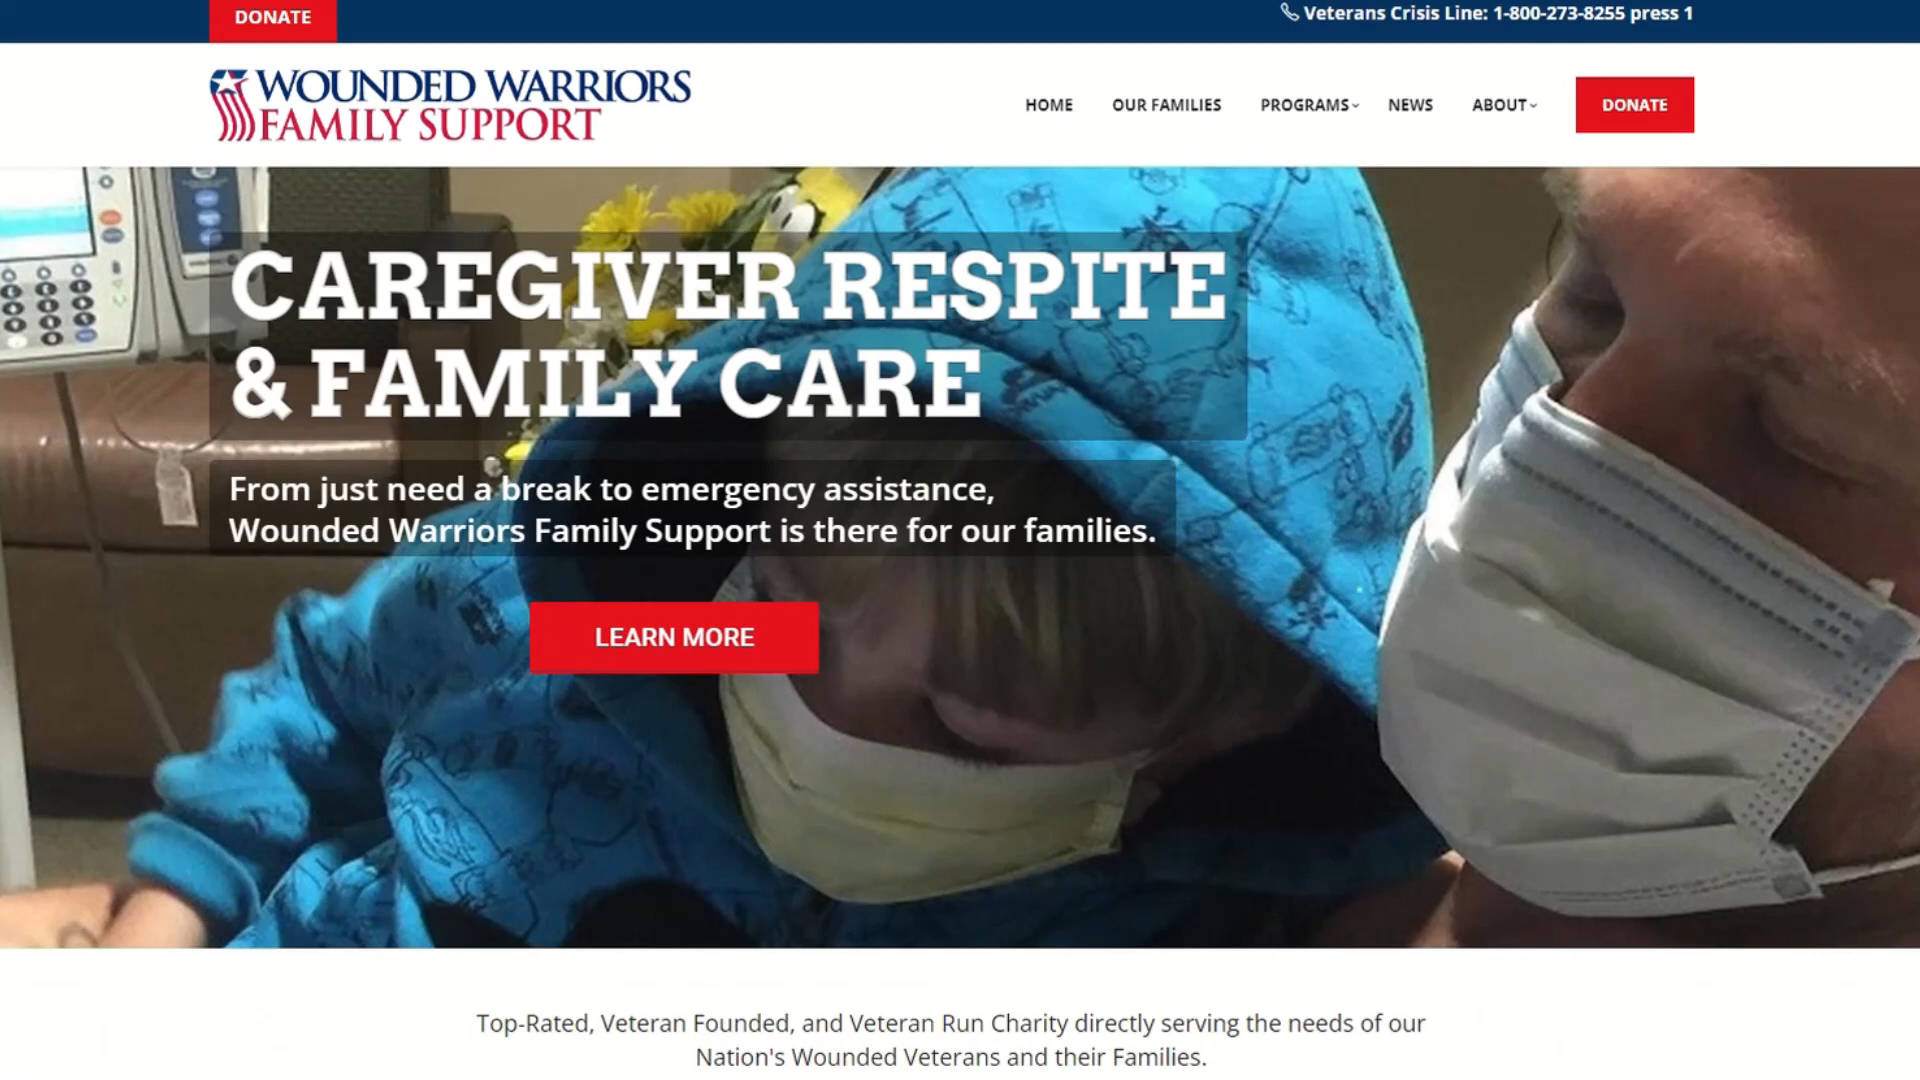 DONATE
Veterans Crisis Line: 1-800-273-8255 press 1
WOUNDED WARRIORS
FAMILY SUPPORT
HOME
OUR FAMILIES
PROGRAMS
NEWS
ABOUT
DONATE
CAREGIVER RESPITE
& FAMILY CARE
From just need a break to emergency assistance,
Wounded Warriors Family Support is there for our families.
LEARN MORE
Top-Rated, Veteran Founded, and Veteran Run Charity directly serving the needs of our
Nation's Wounded Veterans and their Families.